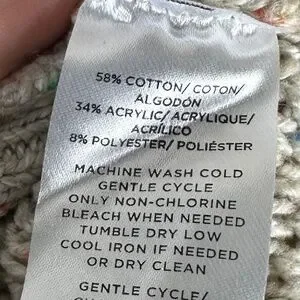 58% COTTON/ COTON/
ALGODÓN
34% ACRYLIC/ ACRYLIQUE/
ACRÍLICO
8% POLYESTER/ POLIÉSTER
MACHINE WASH COLD
GENTLE CYCLE
ONLY NON-CHLORINE
BLEACH WHEN NEEDED
TUMBLE DRY LOW
COOL IRON IF NEEDED
OR DRY CLEAN
GENTLE CYCLE/